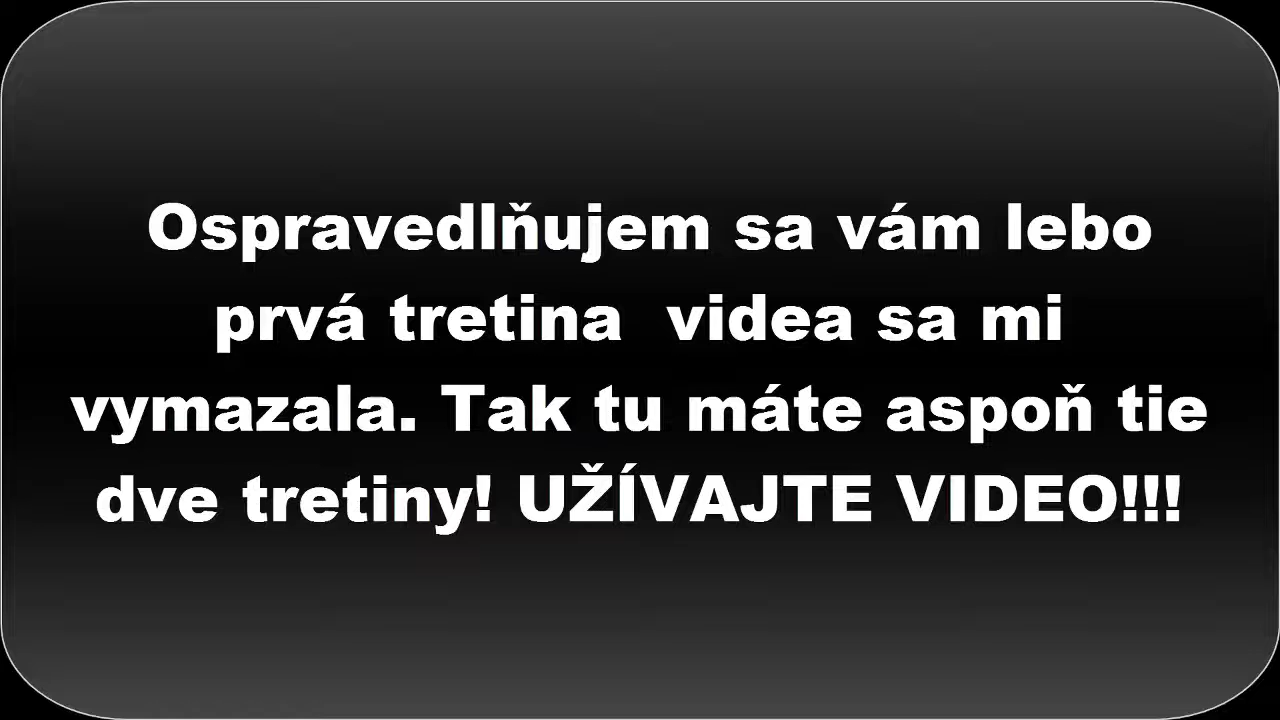 Ospravedlňujem sa vám lebo
prvá tretina  videa sa mi
vymazala. Tak tu máte aspoň tie
dve tretiny! UŽÍVAJTE VIDEO!!!